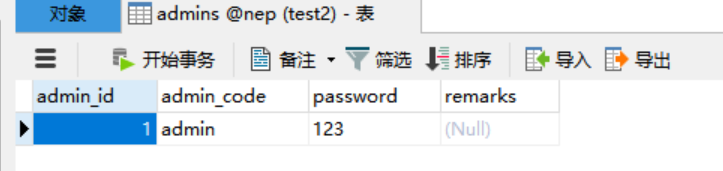 对象 admins @nep (test2) - 表
开始事务 备注 筛选 排序 导入 导出
admin_id admin_code password remarks
1 admin 123 (Null)